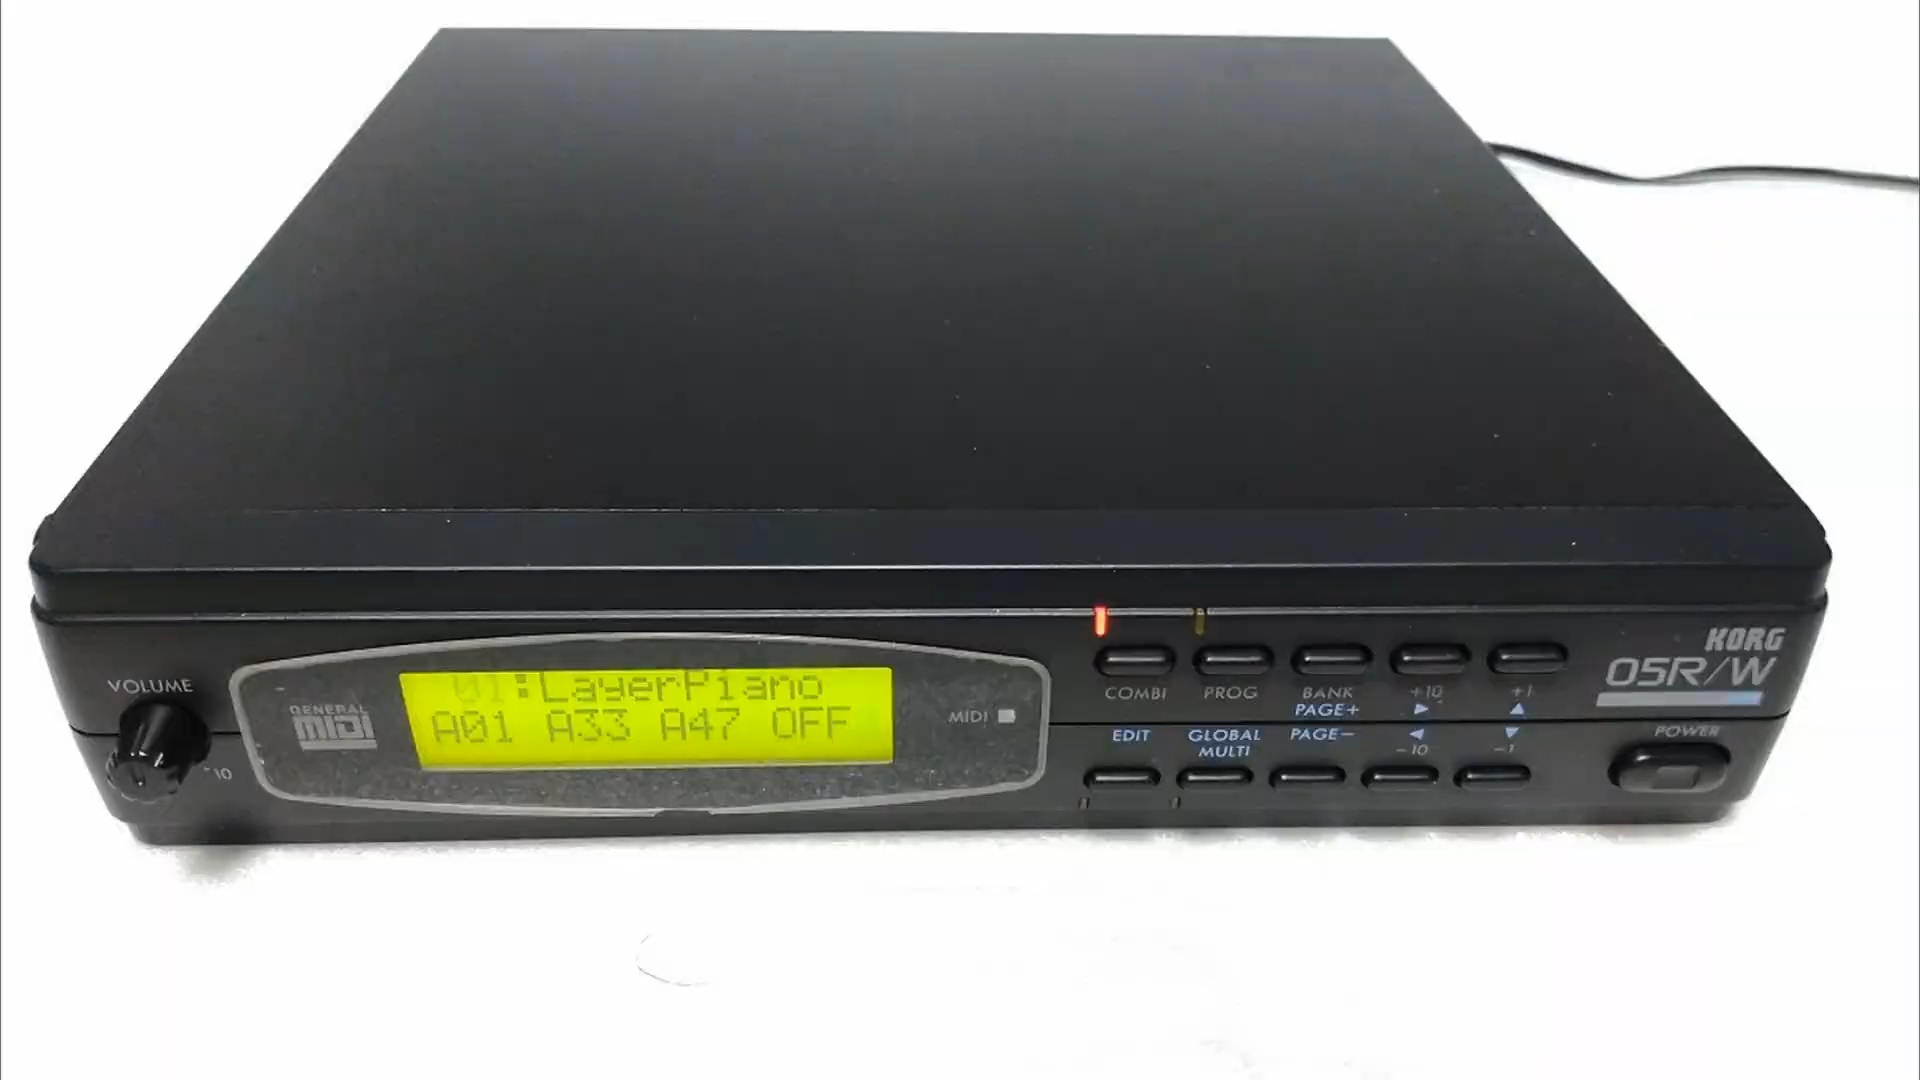 VOLUME
10
GENERAL
MIDI
01:LayerPiano
A01 A33 A47 OFF
MIDI
COMBI PROG BANK +10 +1
PAGE+
EDIT GLOBAL PAGE−
MULTI −10 −1
KORG
05R/W
POWER